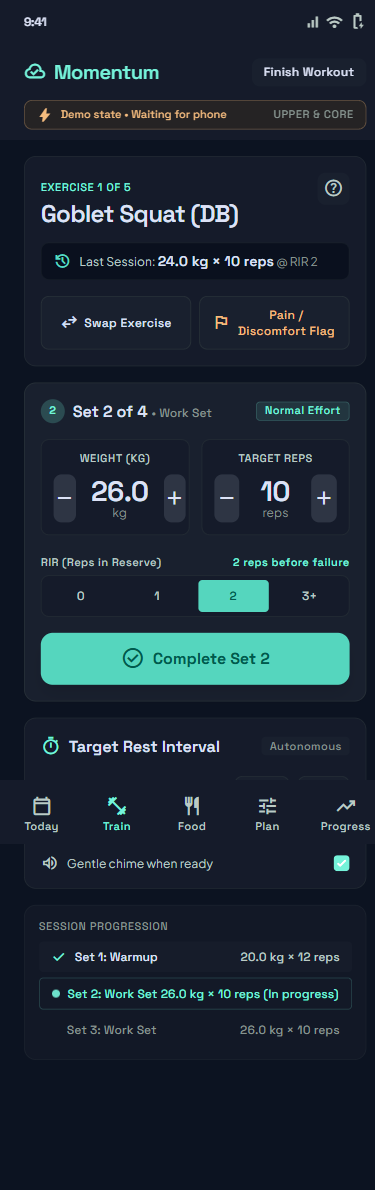 9:41
Momentum
Finish Workout
Demo state • Waiting for phone
UPPER & CORE
EXERCISE 1 OF 5
Goblet Squat (DB)
Last Session: 24.0 kg × 10 reps @ RIR 2
Swap Exercise
Pain /
Discomfort Flag
2
Set 2 of 4 • Work Set
Normal Effort
WEIGHT (KG)
TARGET REPS
− 26.0 +
− 10 +
kg
reps
RIR (Reps in Reserve)
2 reps before failure
0 1 2 3+
Complete Set 2
Target Rest Interval
Autonomous
Today Train Food Plan Progress
Gentle chime when ready
SESSION PROGRESSION
Set 1: Warmup 20.0 kg × 12 reps
Set 2: Work Set 26.0 kg × 10 reps (In progress)
Set 3: Work Set 26.0 kg × 10 reps